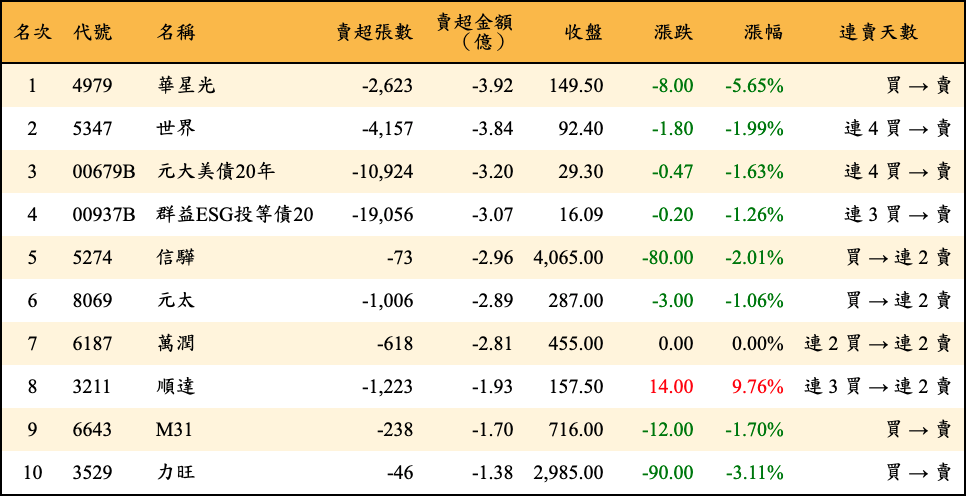 名次 代號 名稱 賣超張數 賣超金額（億） 收盤 漲跌 漲幅 連賣天數
1 4979 華星光 -2,623 -3.92 149.50 -8.00 -5.65% 買 → 賣
2 5347 世界 -4,157 -3.84 92.40 -1.80 -1.99% 連 4 買 → 賣
3 00679B 元大美債20年 -10,924 -3.20 29.30 -0.47 -1.63% 連 4 買 → 賣
4 00937B 群益ESG投等債20 -19,056 -3.07 16.09 -0.20 -1.26% 連 3 買 → 賣
5 5274 信驊 -73 -2.96 4,065.00 -80.00 -2.01% 買 → 連 2 賣
6 8069 元太 -1,006 -2.89 287.00 -3.00 -1.06% 買 → 連 2 賣
7 6187 萬潤 -618 -2.81 455.00 0.00 0.00% 連 2 買 → 連 2 賣
8 3211 順達 -1,223 -1.93 157.50 14.00 9.76% 連 3 買 → 連 2 賣
9 6643 M31 -238 -1.70 716.00 -12.00 -1.70% 買 → 賣
10 3529 力旺 -46 -1.38 2,985.00 -90.00 -3.11% 買 → 賣